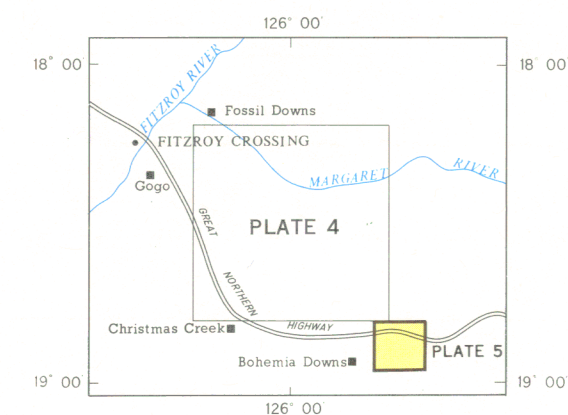 126° 00'
18° 00'
18° 00'
FITZROY RIVER
Fossil Downs
FITZROY CROSSING
MARGARET RIVER
Gogo
GREAT NORTHERN HIGHWAY
PLATE 4
Christmas Creek
Bohemia Downs
PLATE 5
19° 00'
19° 00'
126° 00'